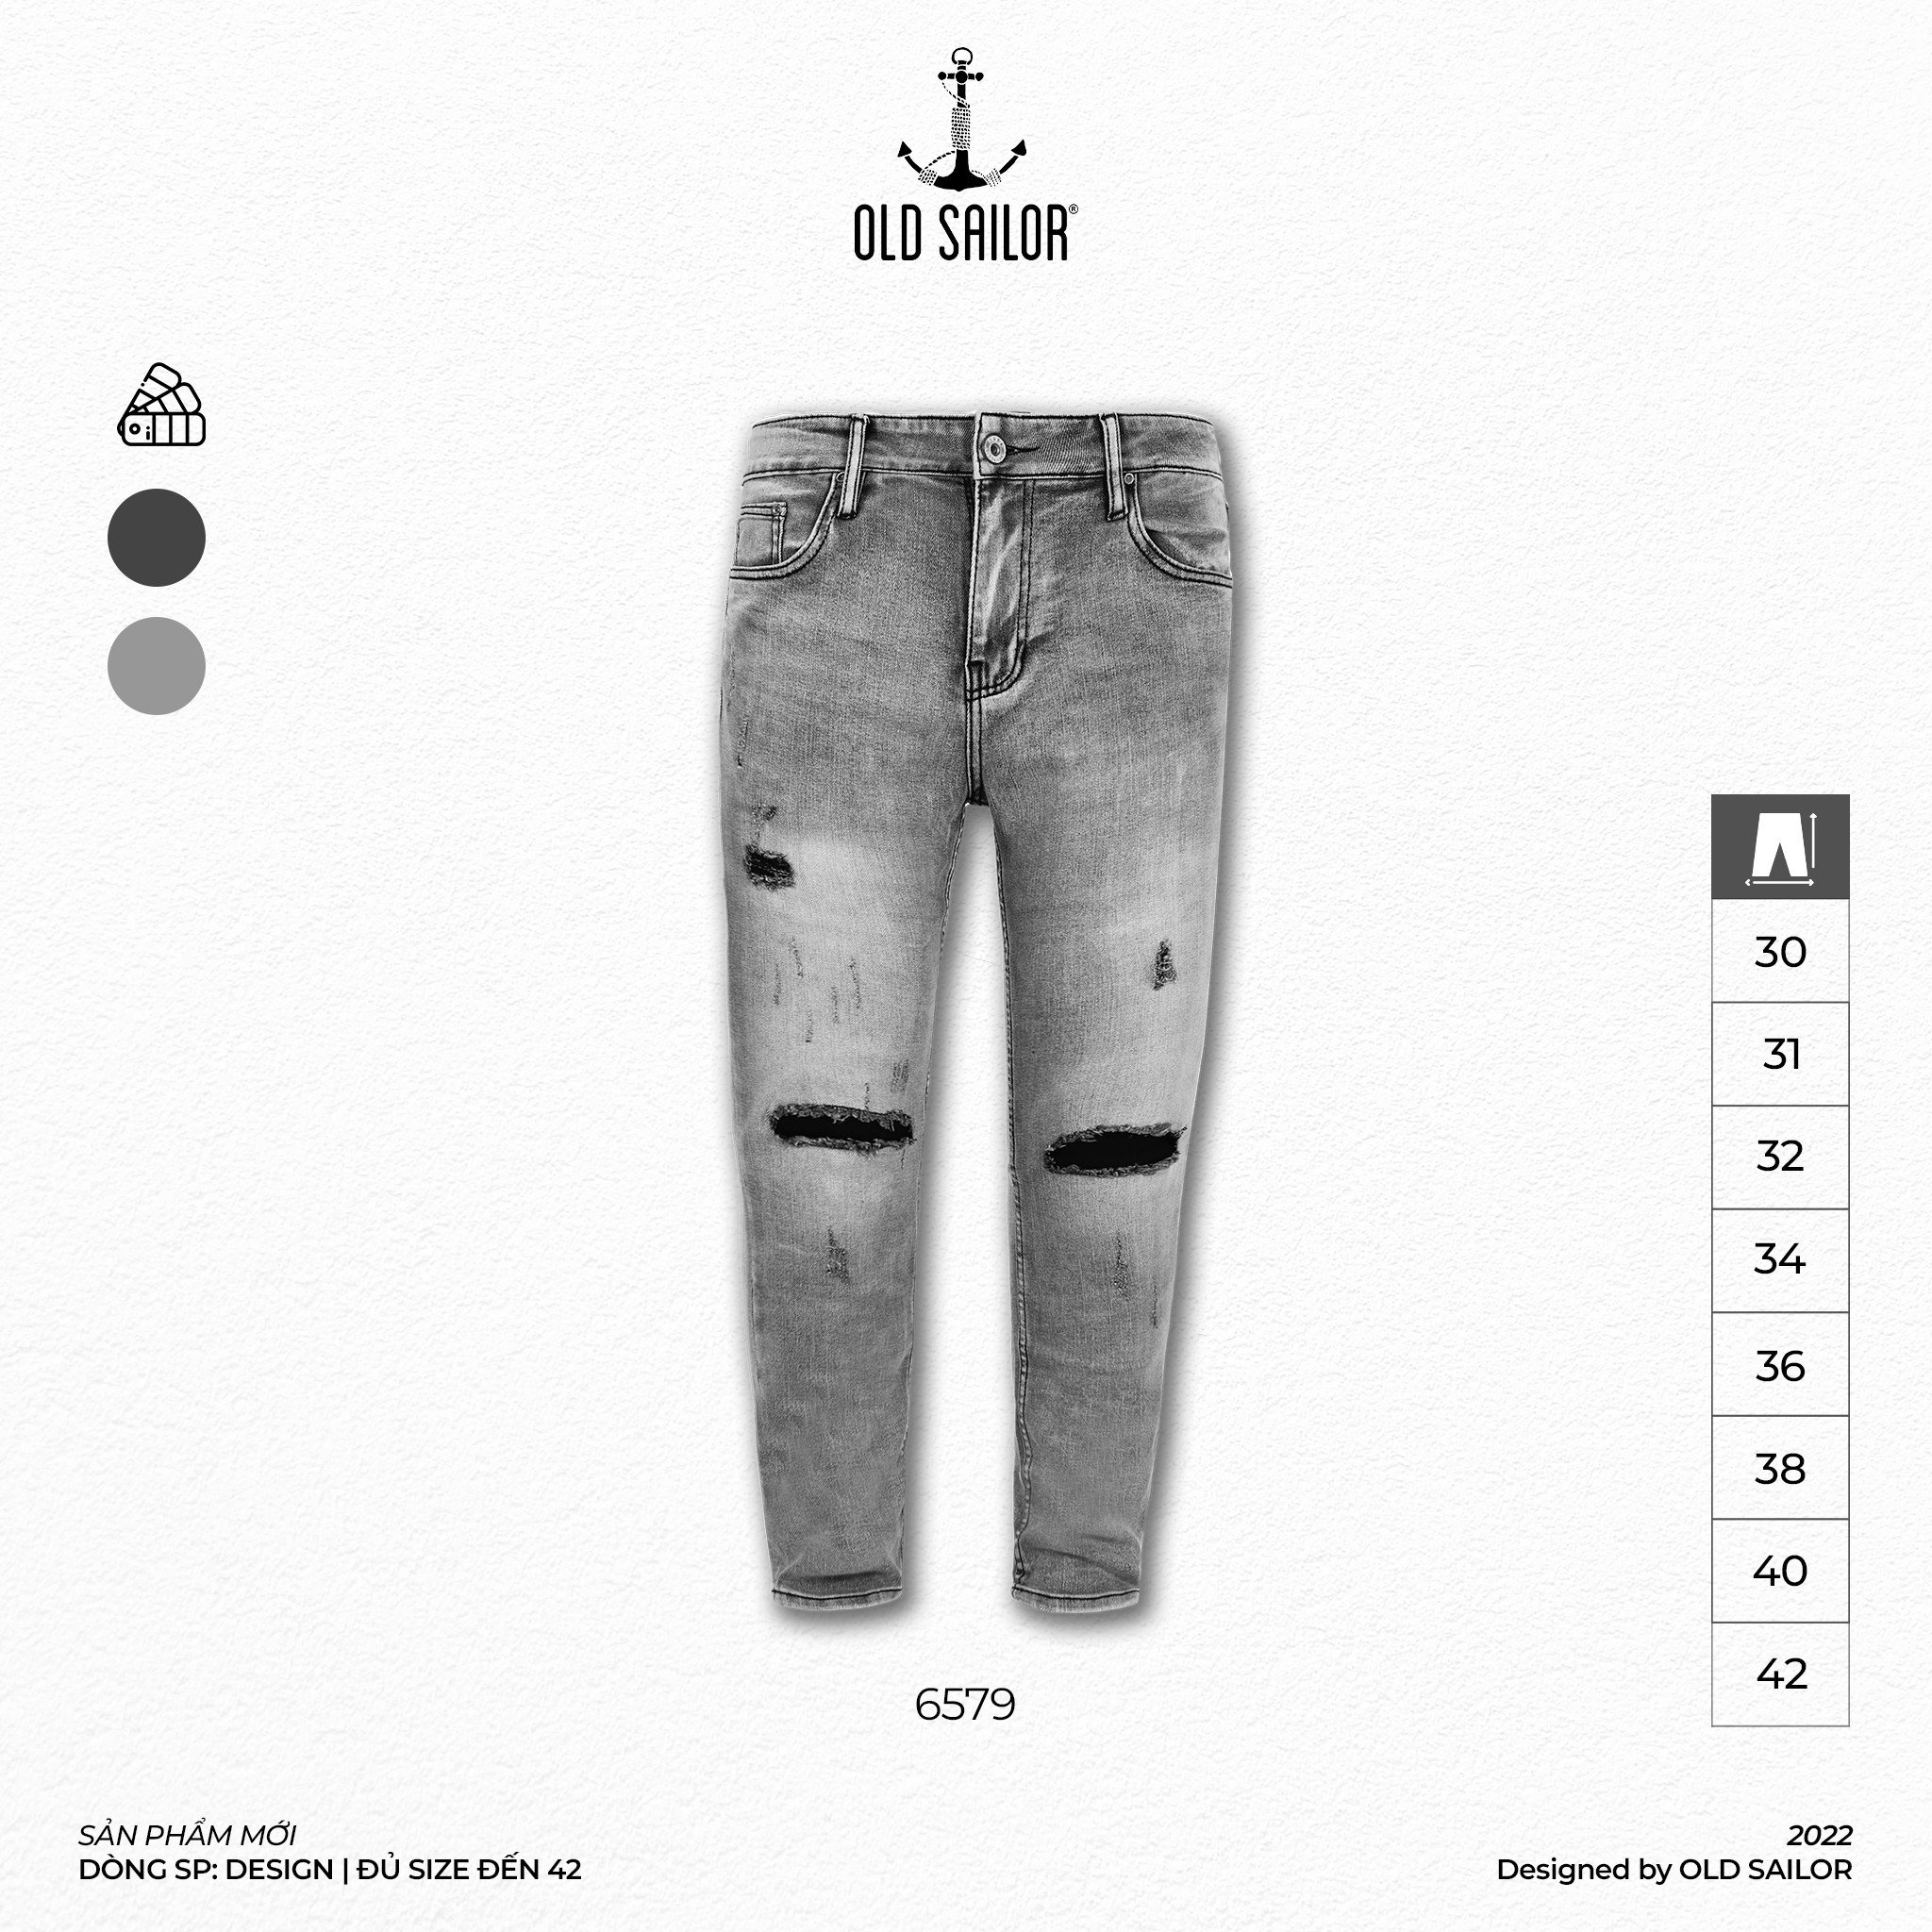 OLD SAILOR®
30
31
32
34
36
38
40
42
6579
SẢN PHẨM MỚI
DÒNG SP: DESIGN | ĐỦ SIZE ĐẾN 42
2022
Designed by OLD SAILOR